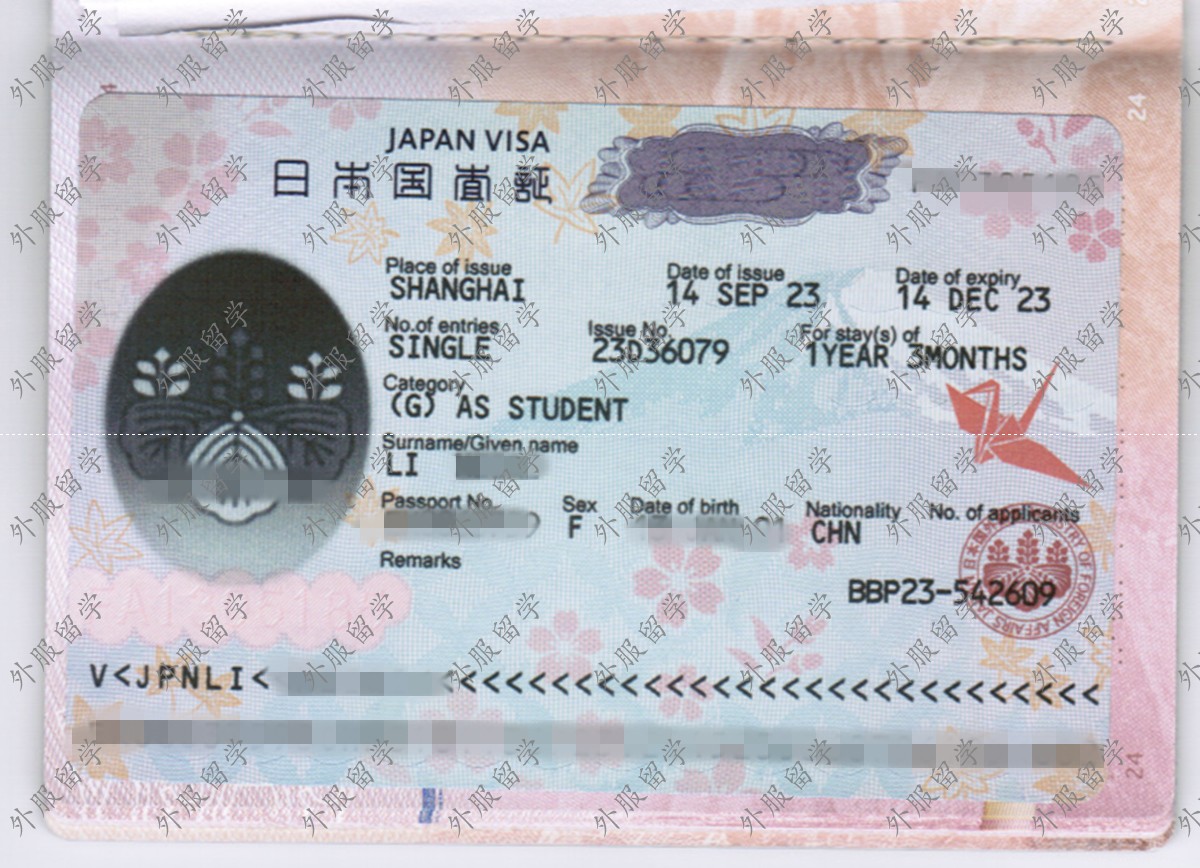 JAPAN VISA
日本国査証
Place of issue
SHANGHAI
Date of issue
14 SEP 23
Date of expiry
14 DEC 23
No.of entries
SINGLE
Issue No.
23D36079
For stay(s) of
1YEAR 3MONTHS
Category
(G) AS STUDENT
Surname/Given name
LI
Passport No.
Sex
F
Date of birth
Nationality
CHN
No. of applicants
Remarks
BBP23-542609
V<JPNLI<
<<<<<<<<<<<<<<<<<<<<<<<<<<<
24
24
外服留学